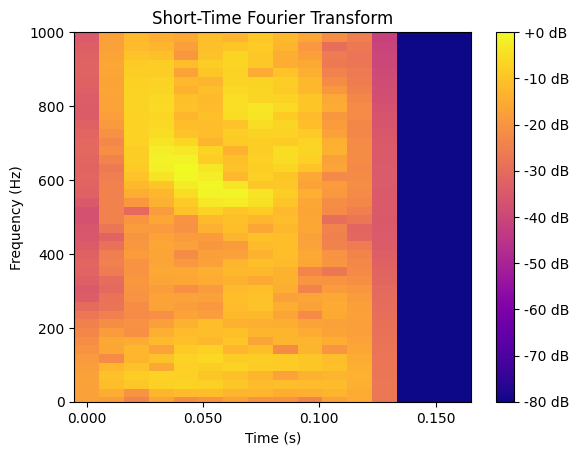 Short-Time Fourier Transform
Frequency (Hz)
1000
800
600
400
200
0
0.000
0.050
0.100
0.150
Time (s)
+0 dB
-10 dB
-20 dB
-30 dB
-40 dB
-50 dB
-60 dB
-70 dB
-80 dB